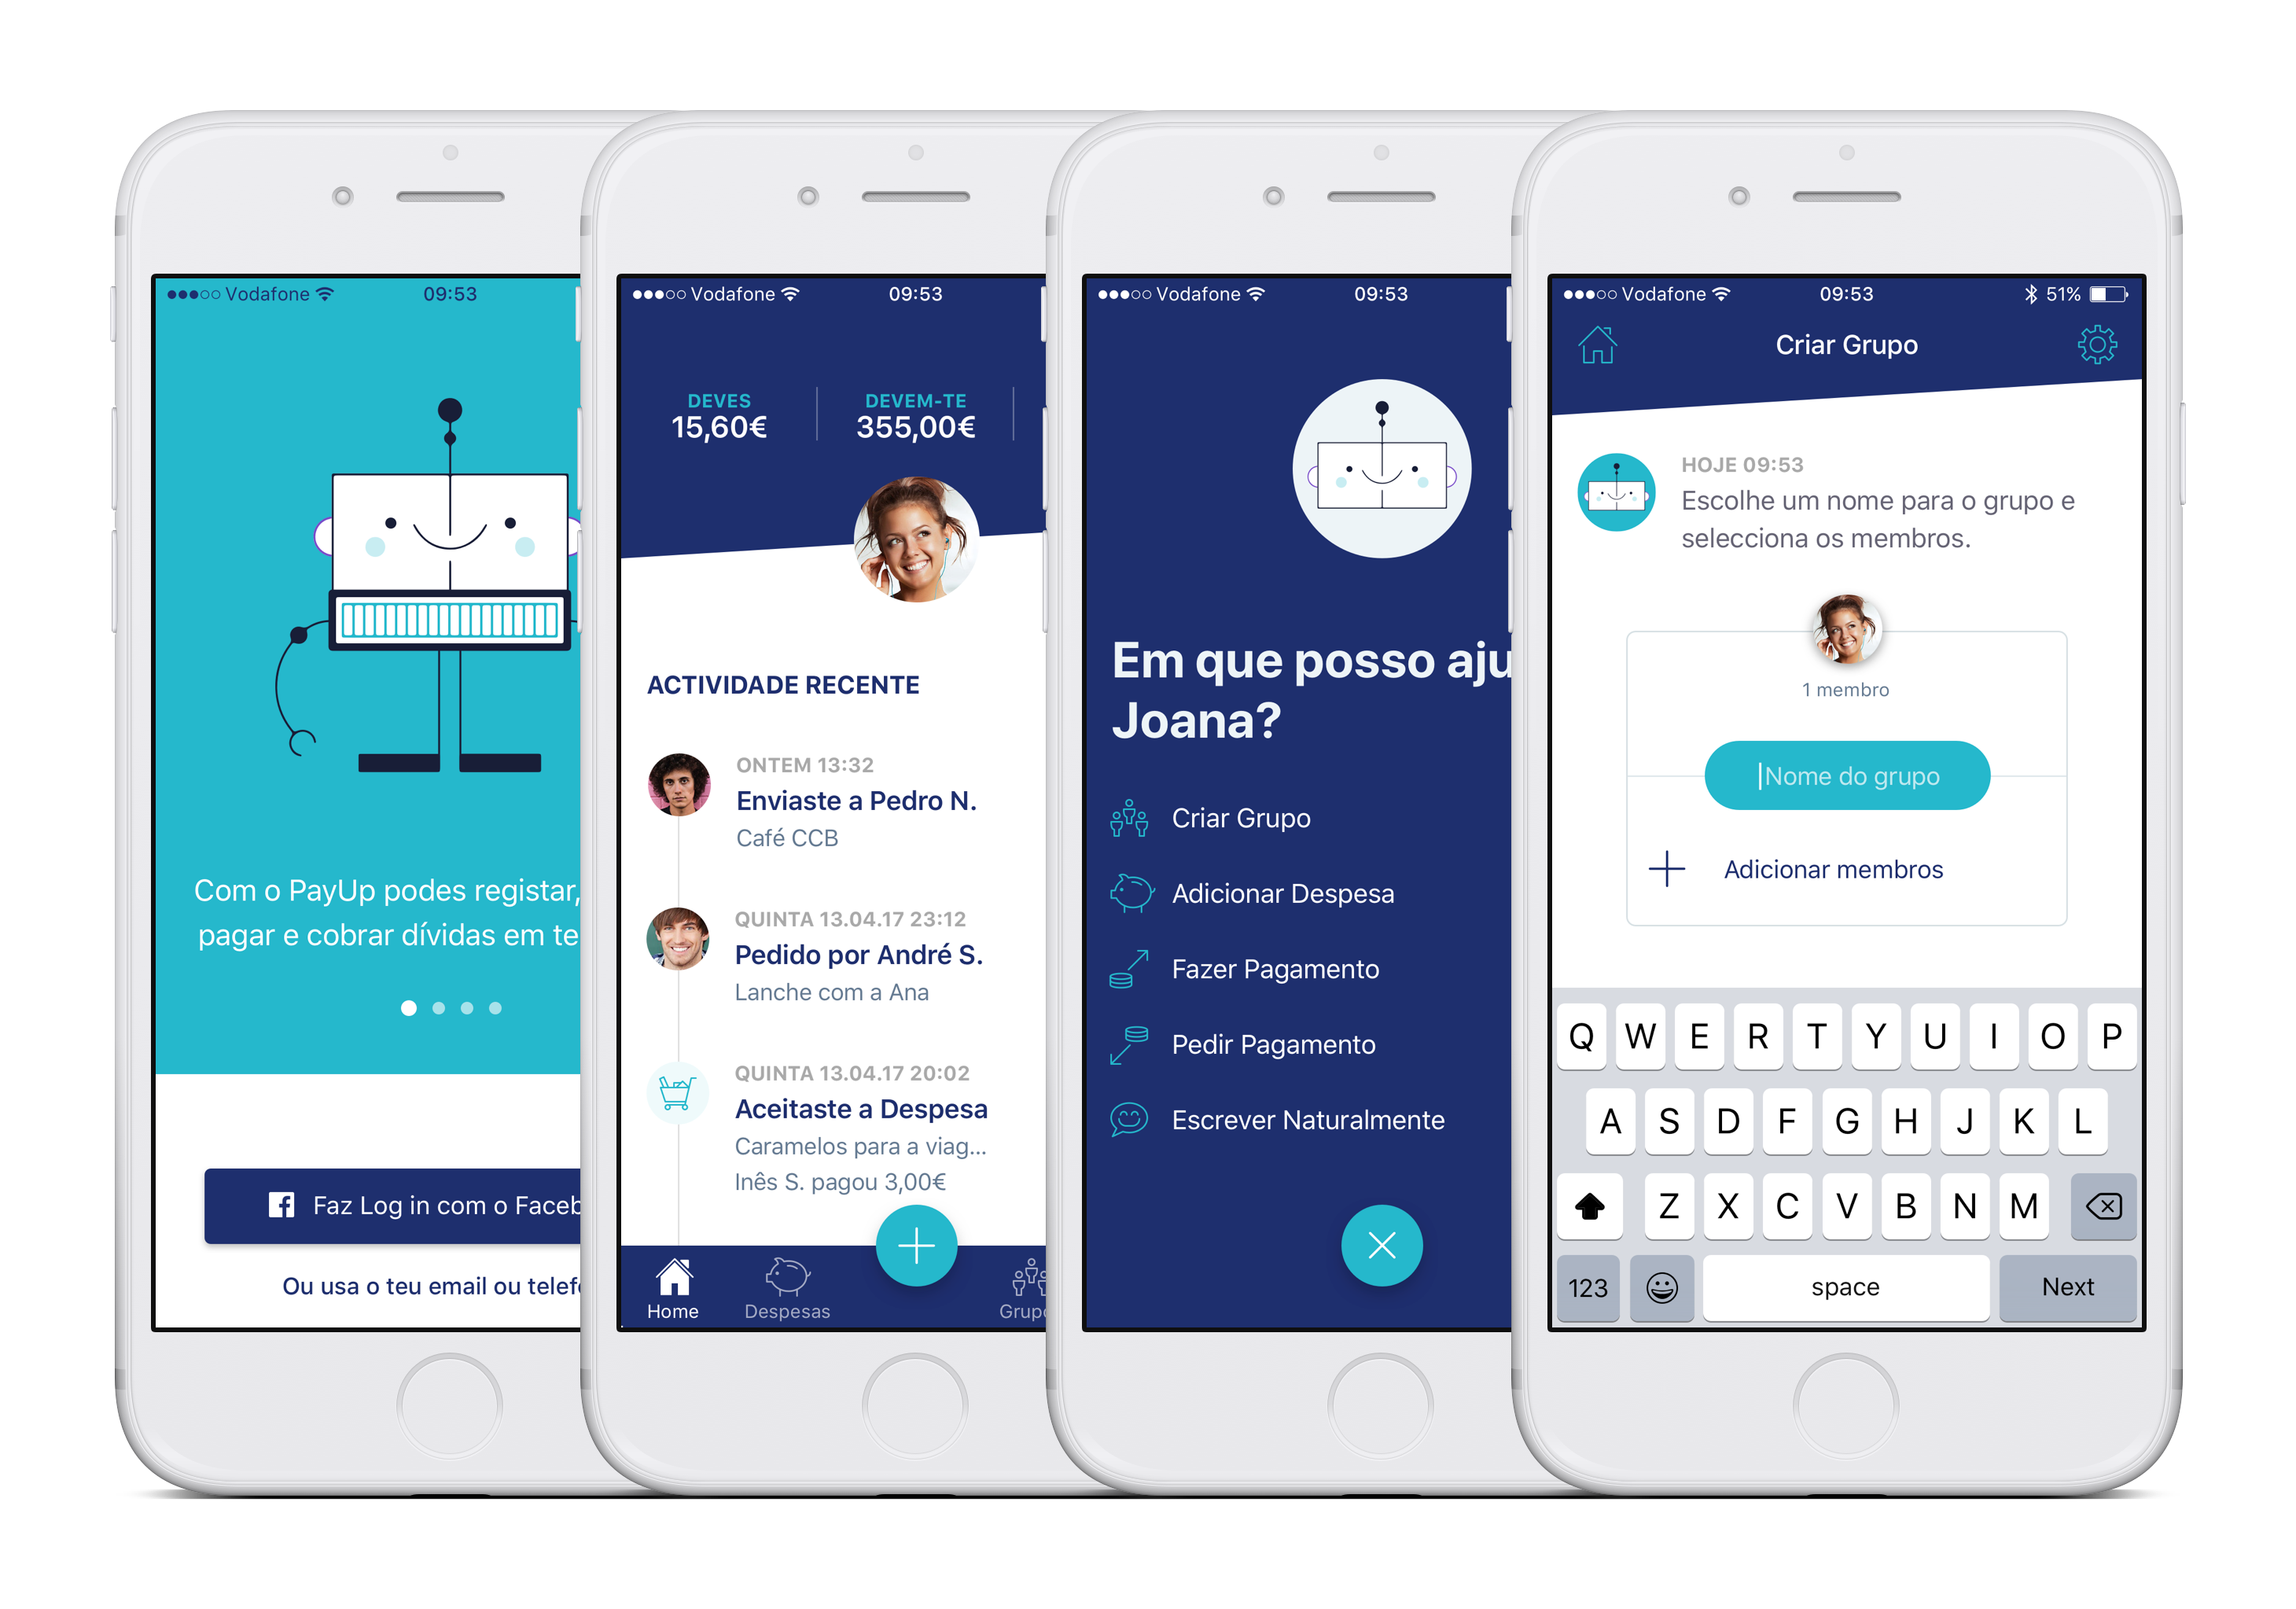 Vodafone 09:53
Com o PayUp podes registar,
pagar e cobrar dívidas em
Faz Log in com o
Ou usa o teu email ou
Vodafone 09:53
DEVES
15,60€
DEVEM-TE
355,00€
ACTIVIDADE RECENTE
ONTEM 13:32
Enviaste a Pedro N.
Café CCB
QUINTA 13.04.17 23:12
Pedido por André S.
Lanche com a Ana
QUINTA 13.04.17 20:02
Aceitaste a Despesa
Caramelos para a viag...
Inês S. pagou 3,00€
Home
Despesas
Vodafone 09:53
Em que posso
Joana?
Criar Grupo
Adicionar Despesa
Fazer Pagamento
Pedir Pagamento
Escrever Naturalmente
Vodafone 09:53 51%
Criar Grupo
HOJE 09:53
Escolhe um nome para o grupo e
selecciona os membros.
1 membro
Nome do grupo
Adicionar membros
Q W E R T Y U I O P
A S D F G H J K L
Z X C V B N M
123 space Next